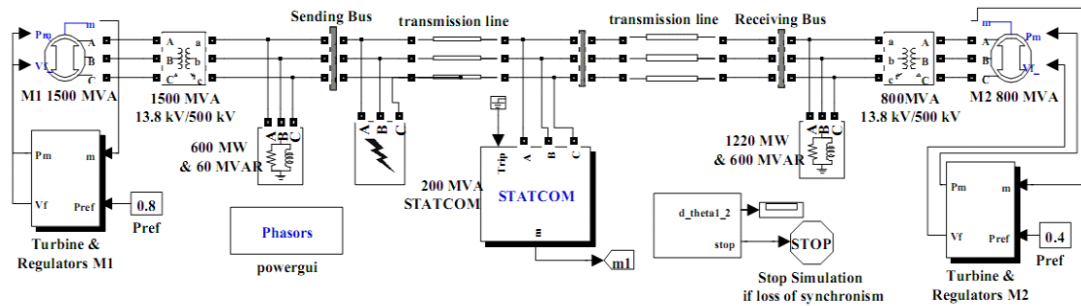 Sending Bus
transmission line
transmission line
Receiving Bus
m
Pm
Vf_
A
B
C
M1 1500 MVA
A
B
C
a
b
c
1500 MVA
13.8 kV/500 kV
A
B
C
600 MW
& 60 MVAR
A
B
C
Trip
A
B
C
200 MVA
STATCOM
STATCOM
m
m1
A
B
C
1220 MW
& 600 MVAR
a
b
c
A
B
C
800MVA
13.8 kV/500 kV
m
A
B
C
Pm
Vf_
M2 800 MVA
Pm
m
Vf
Pref
0.8
Pref
Turbine &
Regulators M1
Phasors
powergui
d_theta1_2
stop
STOP
Stop Simulation
if loss of synchronism
Pm
m
Vf
Pref
0.4
Pref
Turbine &
Regulators M2